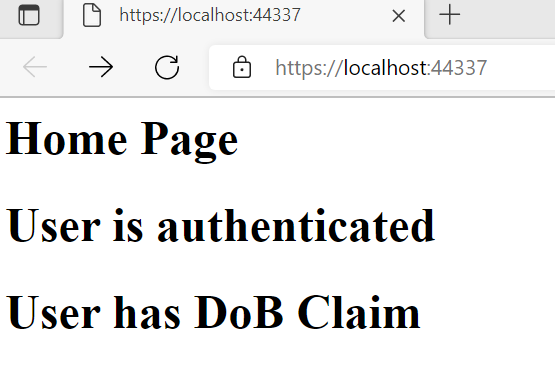 https://localhost:44337
https://localhost:44337
Home Page
User is authenticated
User has DoB Claim